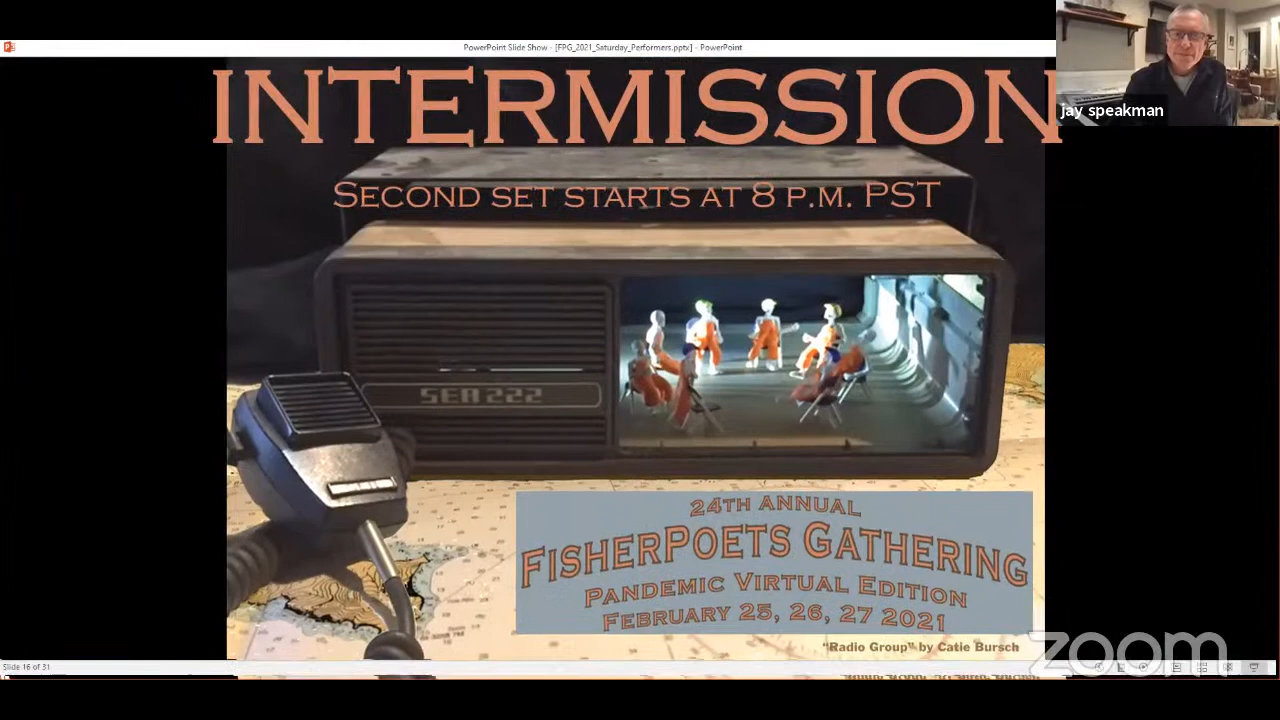 PowerPoint Slide Show - [FPG_2021_Saturday_Performers.pptx] - PowerPoint
INTERMISSION
jay speakman
SECOND SET STARTS AT 8 P.M. PST
SEA 222
24TH ANNUAL
FISHERPOETS GATHERING
PANDEMIC VIRTUAL EDITION
FEBRUARY 25, 26, 27 2021
"Radio Group" by Catie Bursch
zoom
Slide 16 of 31